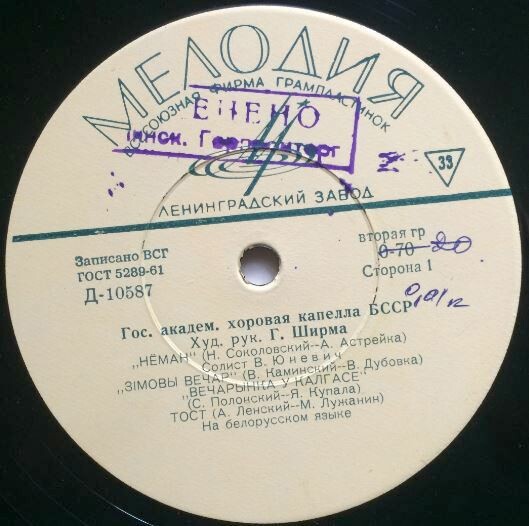 МЕЛОДИЯ
ВСЕСОЮЗНАЯ ФИРМА ГРАМПЛАСТИНОК
ЕНЕНО
инск.
33
ЛЕНИНГРАДСКИЙ ЗАВОД
Записано ВСГ
ГОСТ 5289-61
Д-10587
вторая гр
0-70 20
Сторона 1
Гос. академ. хоровая капелла БССР
Худ. рук. Г. Ширма
„НЁМАН" (Н. Соколовский--А. Астрейка)
Солист В. Юневич
„ЗІМОВЫ ВЕЧАР" (В. Каминский--В. Дубовка)
„ВЕЧАРЫНКА У КАЛГАСЕ"
(С. Полонский--Я. Купала)
ТОСТ (А. Ленский--М. Лужанин)
На белорусском языке